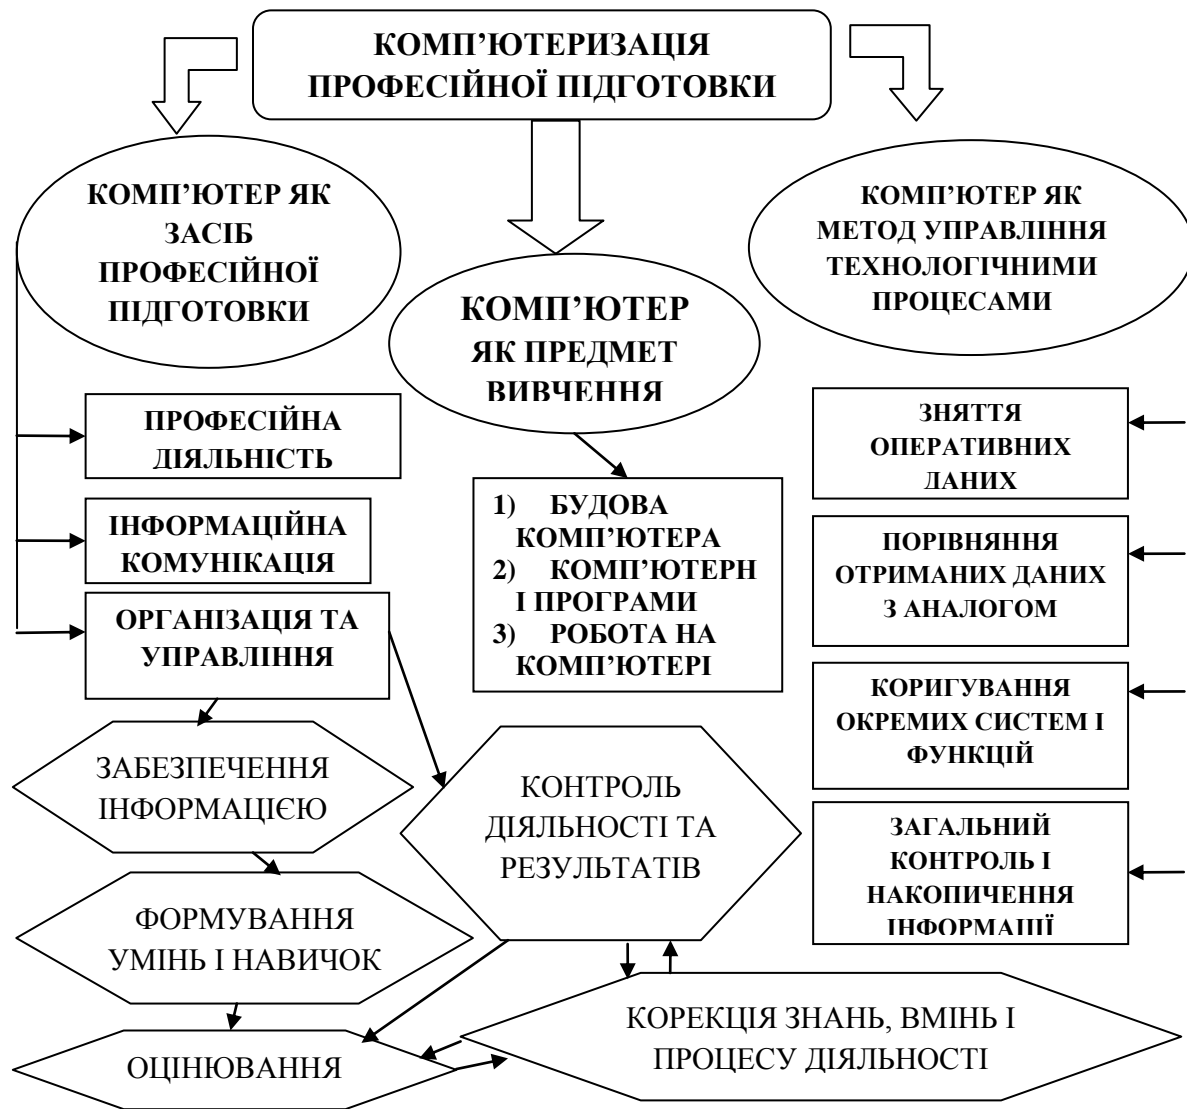 КОМП’ЮТЕРИЗАЦІЯ
ПРОФЕСІЙНОЇ ПІДГОТОВКИ
КОМП’ЮТЕР ЯК
ЗАСІБ
ПРОФЕСІЙНОЇ
ПІДГОТОВКИ
КОМП’ЮТЕР
ЯК ПРЕДМЕТ
ВИВЧЕННЯ
КОМП’ЮТЕР ЯК
МЕТОД УПРАВЛІННЯ
ТЕХНОЛОГІЧНИМИ
ПРОЦЕСАМИ
ПРОФЕСІЙНА
ДІЯЛЬНІСТЬ
ІНФОРМАЦІЙНА
КОМУНІКАЦІЯ
ОРГАНІЗАЦІЯ ТА
УПРАВЛІННЯ
1) БУДОВА
КОМП’ЮТЕРА
2) КОМП’ЮТЕРН
І ПРОГРАМИ
3) РОБОТА НА
КОМП’ЮТЕРІ
ЗНЯТТЯ
ОПЕРАТИВНИХ
ДАНИХ
ПОРІВНЯННЯ
ОТРИМАНИХ ДАНИХ
З АНАЛОГОМ
КОРИГУВАННЯ
ОКРЕМИХ СИСТЕМ І
ФУНКЦІЙ
ЗАГАЛЬНИЙ
КОНТРОЛЬ І
НАКОПИЧЕННЯ
ІНФОРМАЦІЇ
ЗАБЕЗПЕЧЕННЯ
ІНФОРМАЦІЄЮ
КОНТРОЛЬ
ДІЯЛЬНОСТІ ТА
РЕЗУЛЬТАТІВ
ФОРМУВАННЯ
УМІНЬ І НАВИЧОК
ОЦІНЮВАННЯ
КОРЕКЦІЯ ЗНАНЬ, ВМІНЬ І
ПРОЦЕСУ ДІЯЛЬНОСТІ